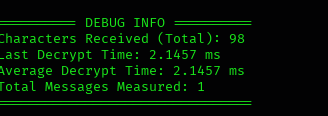 ========== DEBUG INFO ==========
Characters Received (Total): 98
Last Decrypt Time: 2.1457 ms
Average Decrypt Time: 2.1457 ms
Total Messages Measured: 1
================================